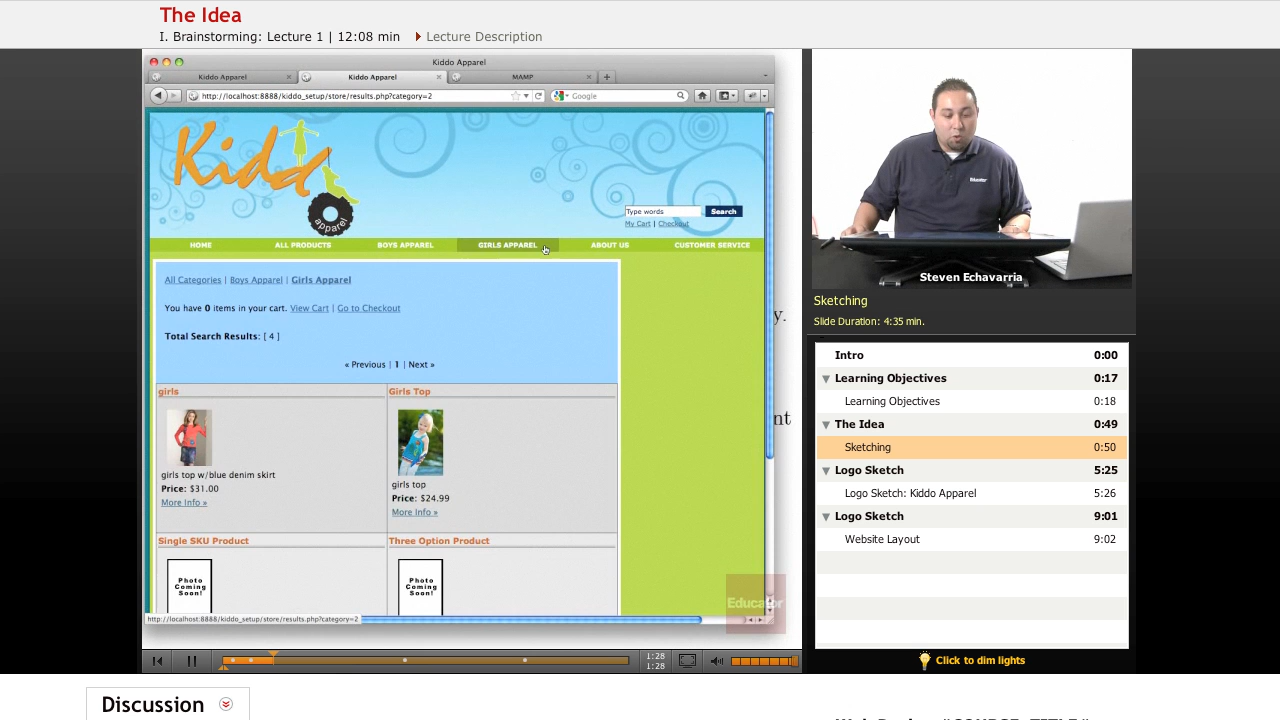 The Idea
I. Brainstorming: Lecture 1 | 12:08 min Lecture Description
Kiddo Apparel
Kiddo Apparel Kiddo Apparel MAMP
http://localhost:8888/kiddo_setup/store/results.php?category=2 Google
Kiddo
apparel
Type words Search
My Cart | Checkout
HOME ALL PRODUCTS BOYS APPAREL GIRLS APPAREL ABOUT US CUSTOMER SERVICE
All Categories | Boys Apparel | Girls Apparel
You have 0 items in your cart. View Cart | Go to Checkout
Total Search Results: [ 4 ]
« Previous | 1 | Next »
girls Girls Top
girls top w/blue denim skirt
Price: $31.00
More Info »
girls top
Price: $24.99
More Info »
Single SKU Product Three Option Product
Photo Coming Soon! Photo Coming Soon!
http://localhost:8888/kiddo_setup/store/results.php?category=2
y.
nt
Educator
1:28
1:28
Steven Echavarria
Sketching
Slide Duration: 4:35 min.
Intro 0:00
Learning Objectives 0:17
Learning Objectives 0:18
The Idea 0:49
Sketching 0:50
Logo Sketch 5:25
Logo Sketch: Kiddo Apparel 5:26
Logo Sketch 9:01
Website Layout 9:02
Click to dim lights
Discussion